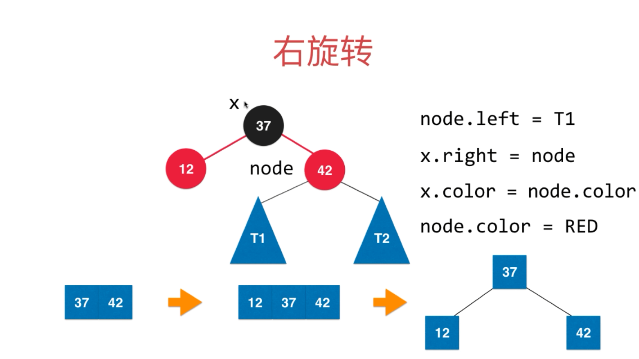 右旋转
x
37
12
node
42
T1
T2
node.left = T1
x.right = node
x.color = node.color
node.color = RED
37 42
12 37 42
37
12
42